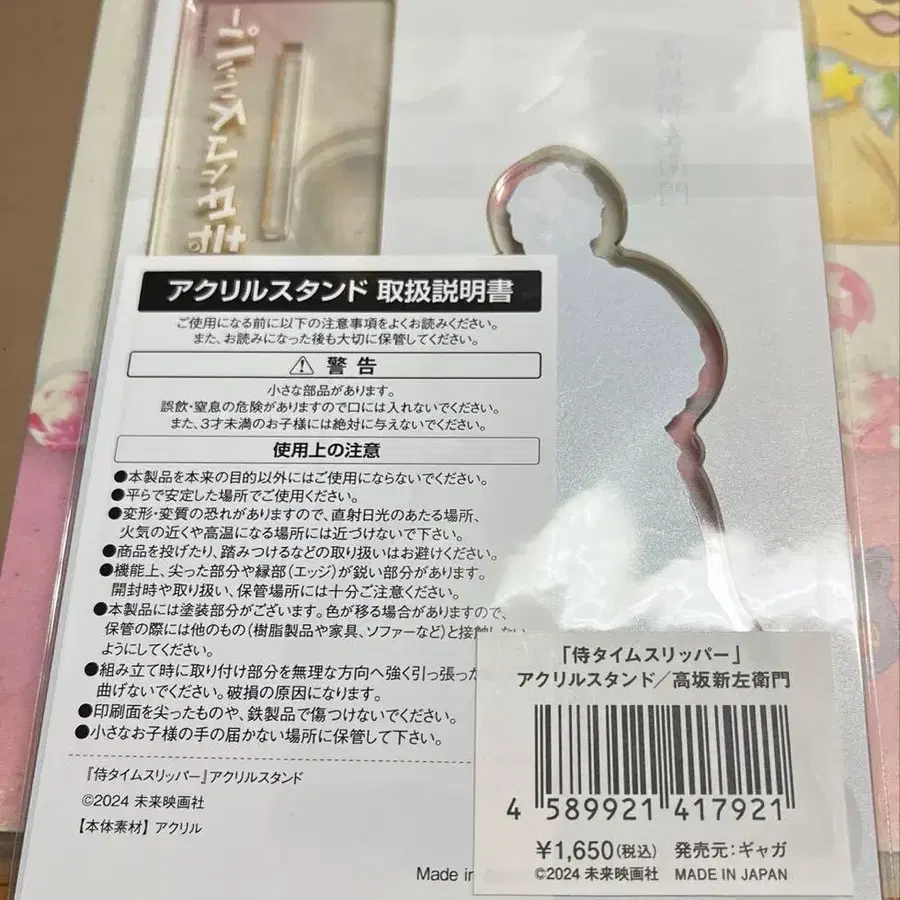 アクリルスタンド 取扱説明書
ご使用になる前に以下の注意事項をよくお読みください。
また、お読みになった後も大切に保管してください。
警告
小さな部品があります。
誤飲・窒息の危険がありますので口には入れないでください。
また、3才未満のお子様には絶対に与えないでください。
使用上の注意
●本製品を本来の目的以外にはご使用にならないでください。
●平らで安定した場所でご使用ください。
●変形・変質の恐れがありますので、直射日光のあたる場所、
火気の近くや高温になる場所には近づけないで下さい。
●商品を投げたり、踏みつけるなどの取り扱いはお避けください。
●機能上、尖った部分や縁部(エッジ)が鋭い部分があります。
開封時や取り扱い、保管場所には十分ご注意ください。
●本製品には塗装部分がございます。色が移る場合がありますので、
保管の際には他のもの(樹脂製品や家具、ソファーなど)と接触しない
ようにしてください。
●組み立て時に取り付け部分を無理な方向へ強く引っ張った
曲げないでください。破損の原因になります。
●印刷面を尖ったものや、鉄製品で傷つけないでください。
●小さなお子様の手の届かない場所に保管して下さい。
『侍タイムスリッパー』アクリルスタンド
©2024 未来映画社
【本体素材】アクリル
Made in
「侍タイムスリッパー」
アクリルスタンド／高坂新左衛門
4 589921 417921
¥1,650(税込) 発売元:ギャガ
©2024 未来映画社 MADE IN JAPAN